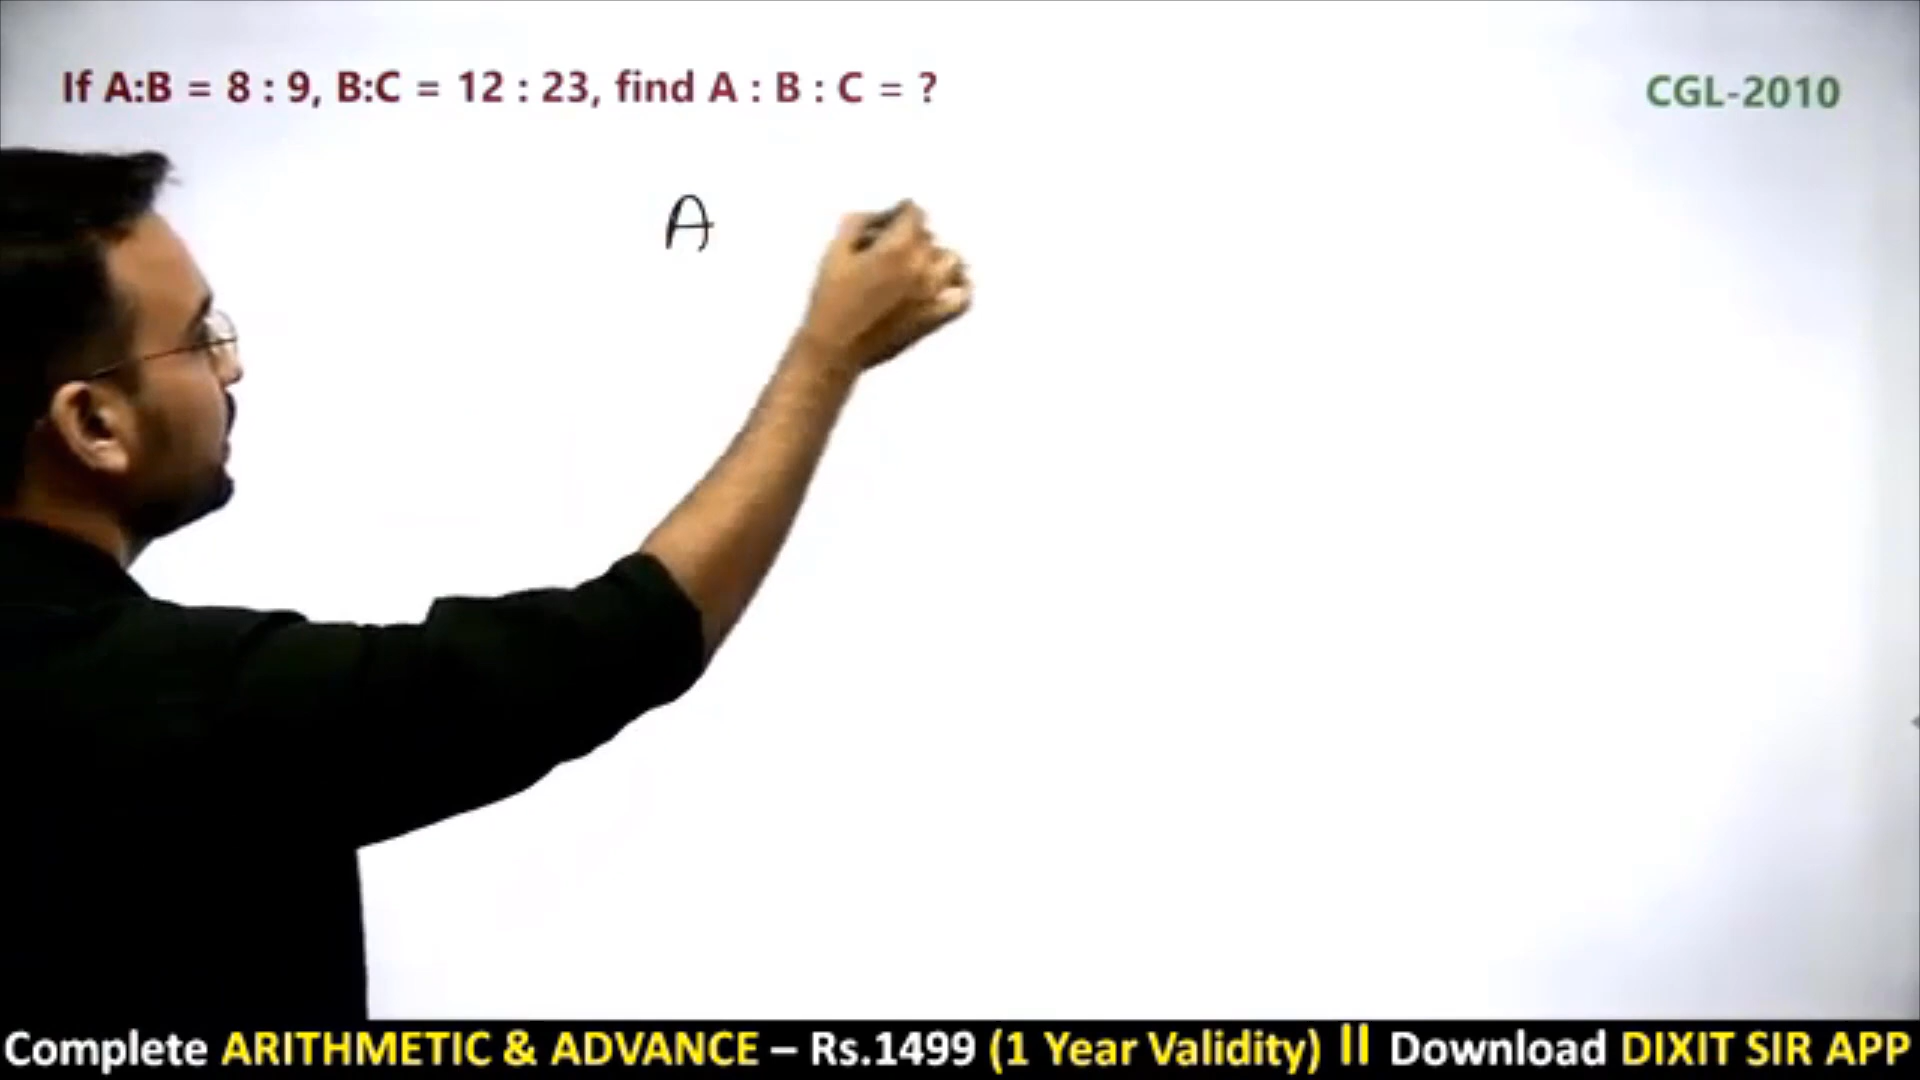 If A:B = 8 : 9, B:C = 12 : 23, find A : B : C = ?
CGL-2010
A
Complete ARITHMETIC & ADVANCE – Rs.1499 (1 Year Validity) || Download DIXIT SIR APP